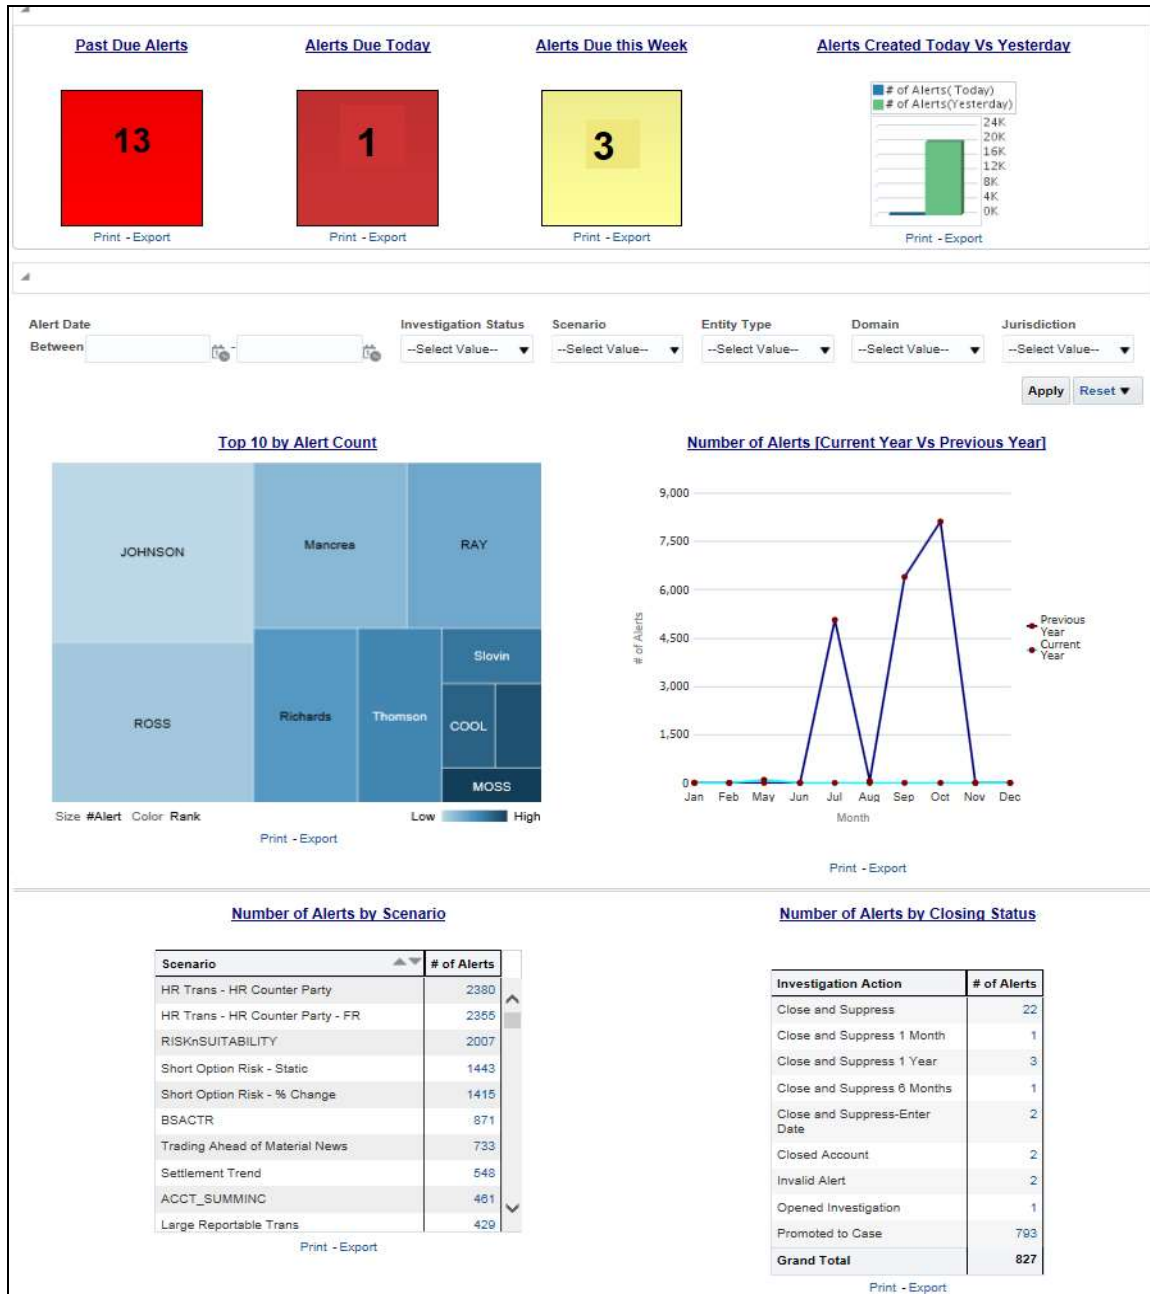 Past Due Alerts
Alerts Due Today
Alerts Due this Week
Alerts Created Today Vs Yesterday
# of Alerts(Today)
# of Alerts(Yesterday)
24K
20K
16K
12K
8K
4K
0K
13
1
3
Print - Export
Print - Export
Print - Export
Print - Export
Alert Date
Between
-
Investigation Status
--Select Value--
Scenario
--Select Value--
Entity Type
--Select Value--
Domain
--Select Value--
Jurisdiction
--Select Value--
Apply
Reset
Top 10 by Alert Count
JOHNSON
Mancrea
RAY
ROSS
Richards
Thomson
Slovin
COOL
MOSS
Size #Alert Color Rank
Low
High
Print - Export
Number of Alerts [Current Year Vs Previous Year]
9,000
7,500
6,000
4,500
3,000
1,500
0
# of Alerts
Jan Feb May Jun Jul Aug Sep Oct Nov Dec
Month
Previous
Year
Current
Year
Print - Export
Number of Alerts by Scenario
Scenario # of Alerts
HR Trans - HR Counter Party 2380
HR Trans - HR Counter Party - FR 2355
RISKnSUITABILITY 2007
Short Option Risk - Static 1443
Short Option Risk - % Change 1415
BSACTR 871
Trading Ahead of Material News 733
Settlement Trend 548
ACCT_SUMMINC 461
Large Reportable Trans 429
Print - Export
Number of Alerts by Closing Status
Investigation Action # of Alerts
Close and Suppress 22
Close and Suppress 1 Month 1
Close and Suppress 1 Year 3
Close and Suppress 6 Months 1
Close and Suppress-Enter 2
Date
Closed Account 2
Invalid Alert 2
Opened Investigation 1
Promoted to Case 793
Grand Total 827
Print - Export